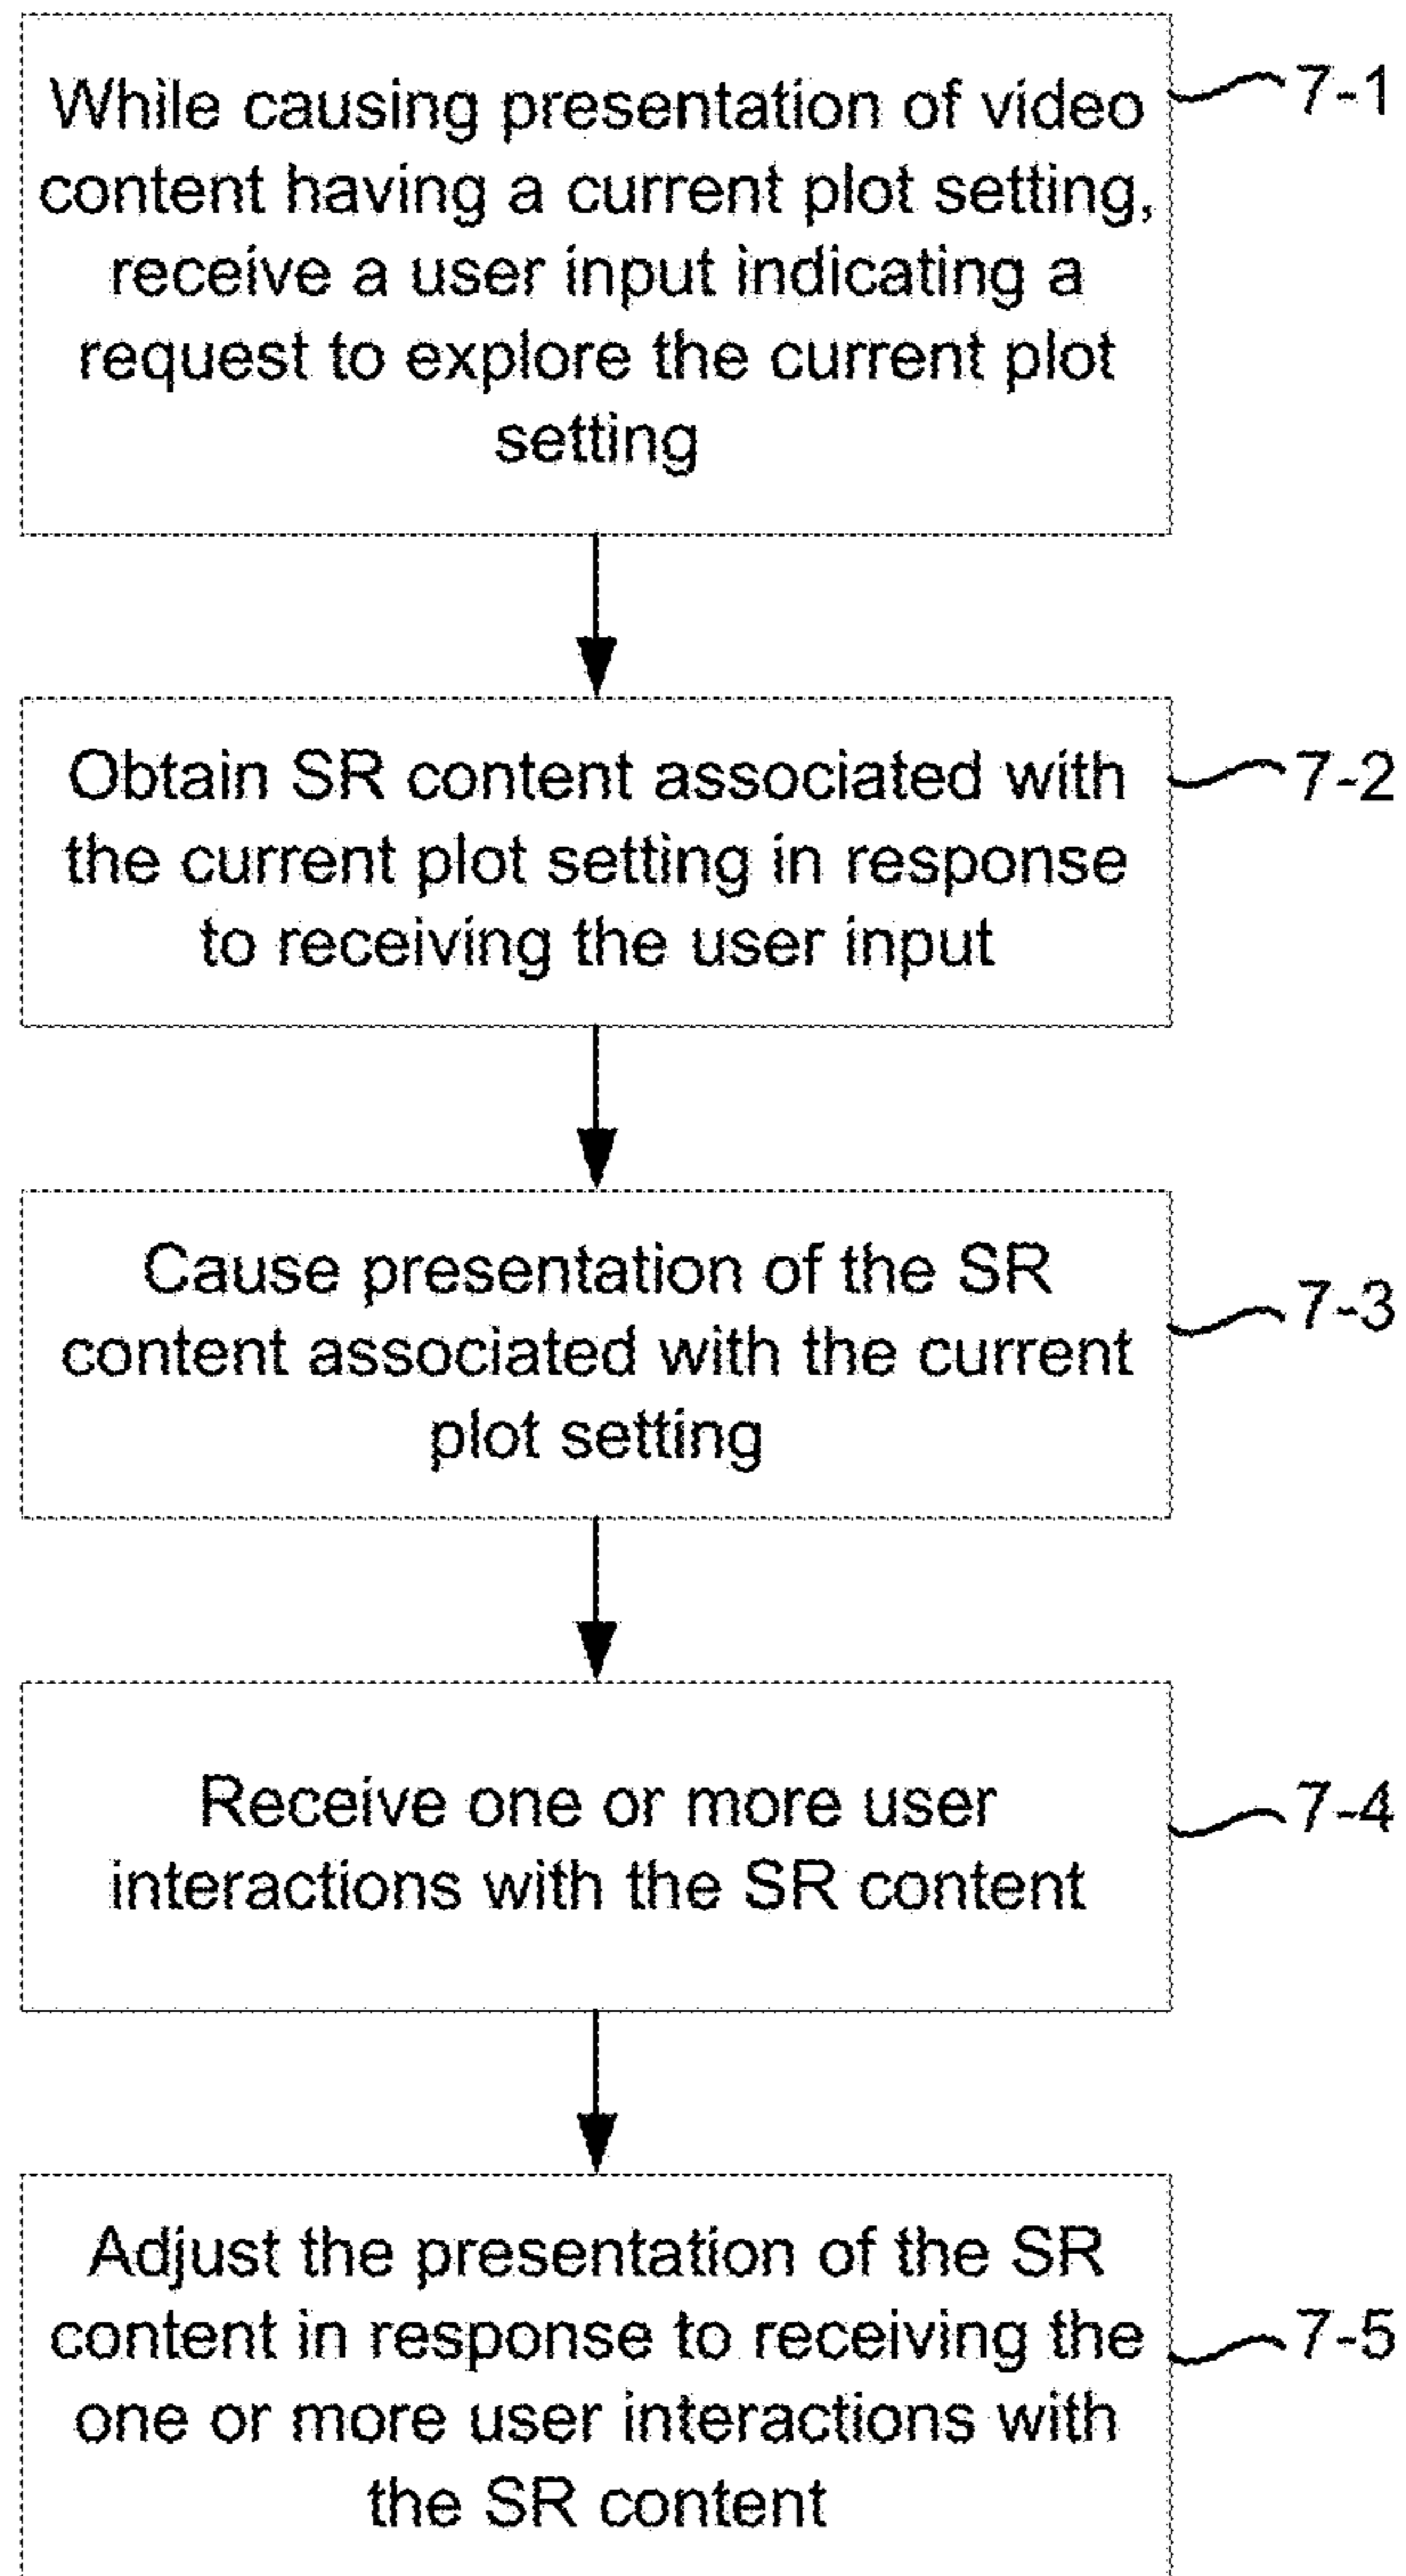 While causing presentation of video
content having a current plot setting,
receive a user input indicating a
request to explore the current plot
setting
7-1
Obtain SR content associated with
the current plot setting in response
to receiving the user input
7-2
Cause presentation of the SR
content associated with the current
plot setting
7-3
Receive one or more user
interactions with the SR content
7-4
Adjust the presentation of the SR
content in response to receiving the
one or more user interactions with
the SR content
7-5